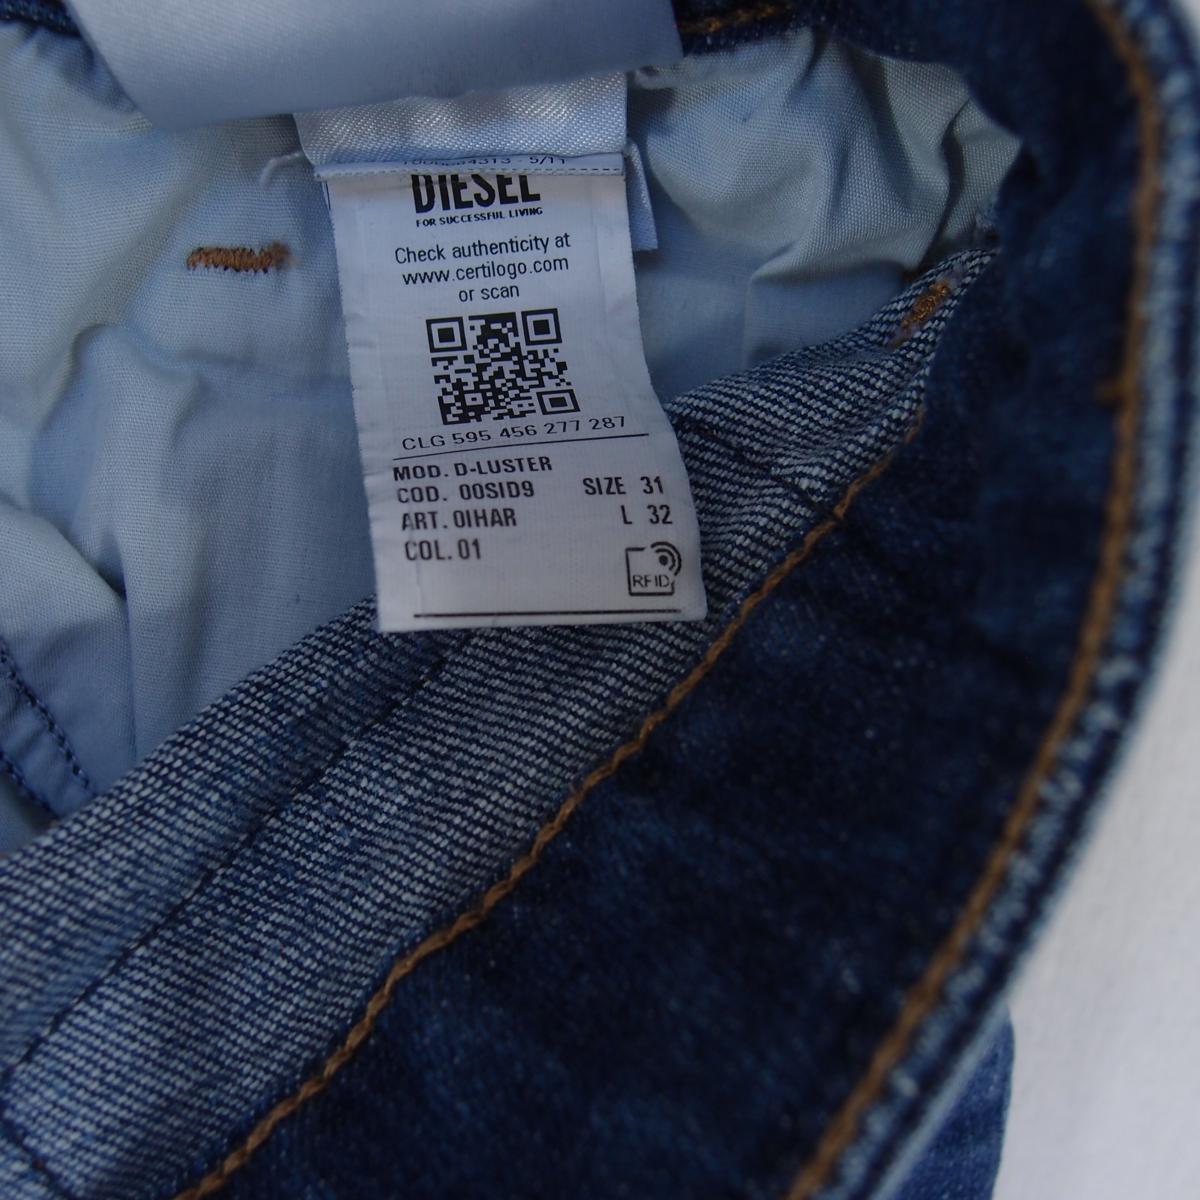 DIESEL
FOR SUCCESSFUL LIVING
Check authenticity at
www.certilogo.com
or scan
CLG 595 456 277 287
MOD. D-LUSTER
COD. 00SID9 SIZE 31
ART. 0IHAR L 32
COL. 01
RFID